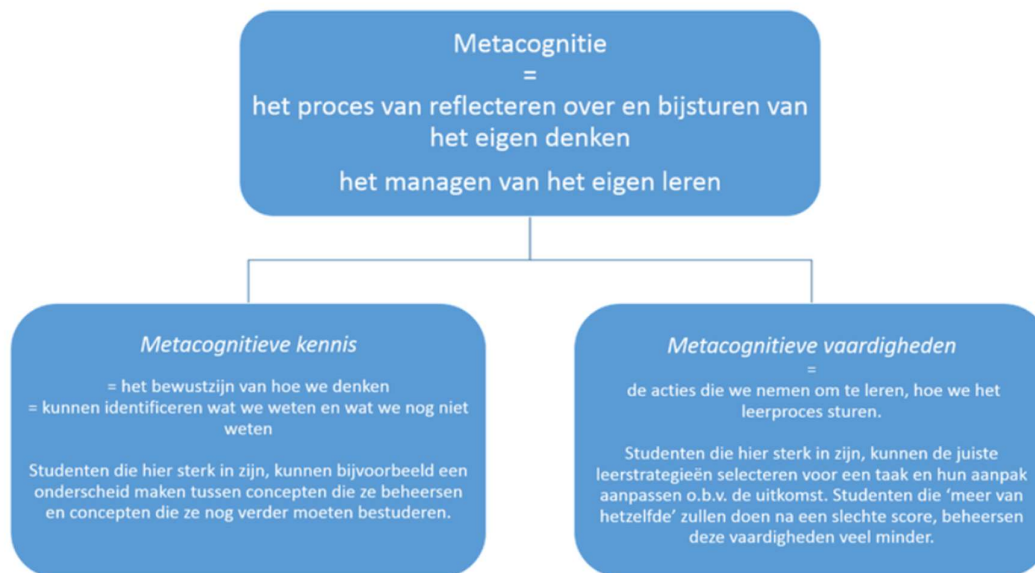 Metacognitie
=
het proces van reflecteren over en bijsturen van
het eigen denken
het managen van het eigen leren
Metacognitieve kennis
= het bewustzijn van hoe we denken
= kunnen identificeren wat we weten en wat we nog niet
weten
Studenten die hier sterk in zijn, kunnen bijvoorbeeld een
onderscheid maken tussen concepten die ze beheersen
en concepten die ze nog verder moeten bestuderen.
Metacognitieve vaardigheden
=
de acties die we nemen om te leren, hoe we het
leerproces sturen.
Studenten die hier sterk in zijn, kunnen de juiste
leerstrategieën selecteren voor een taak en hun aanpak
aanpassen o.b.v. de uitkomst. Studenten die ‘meer van
hetzelfde’ zullen doen na een slechte score, beheersen
deze vaardigheden veel minder.